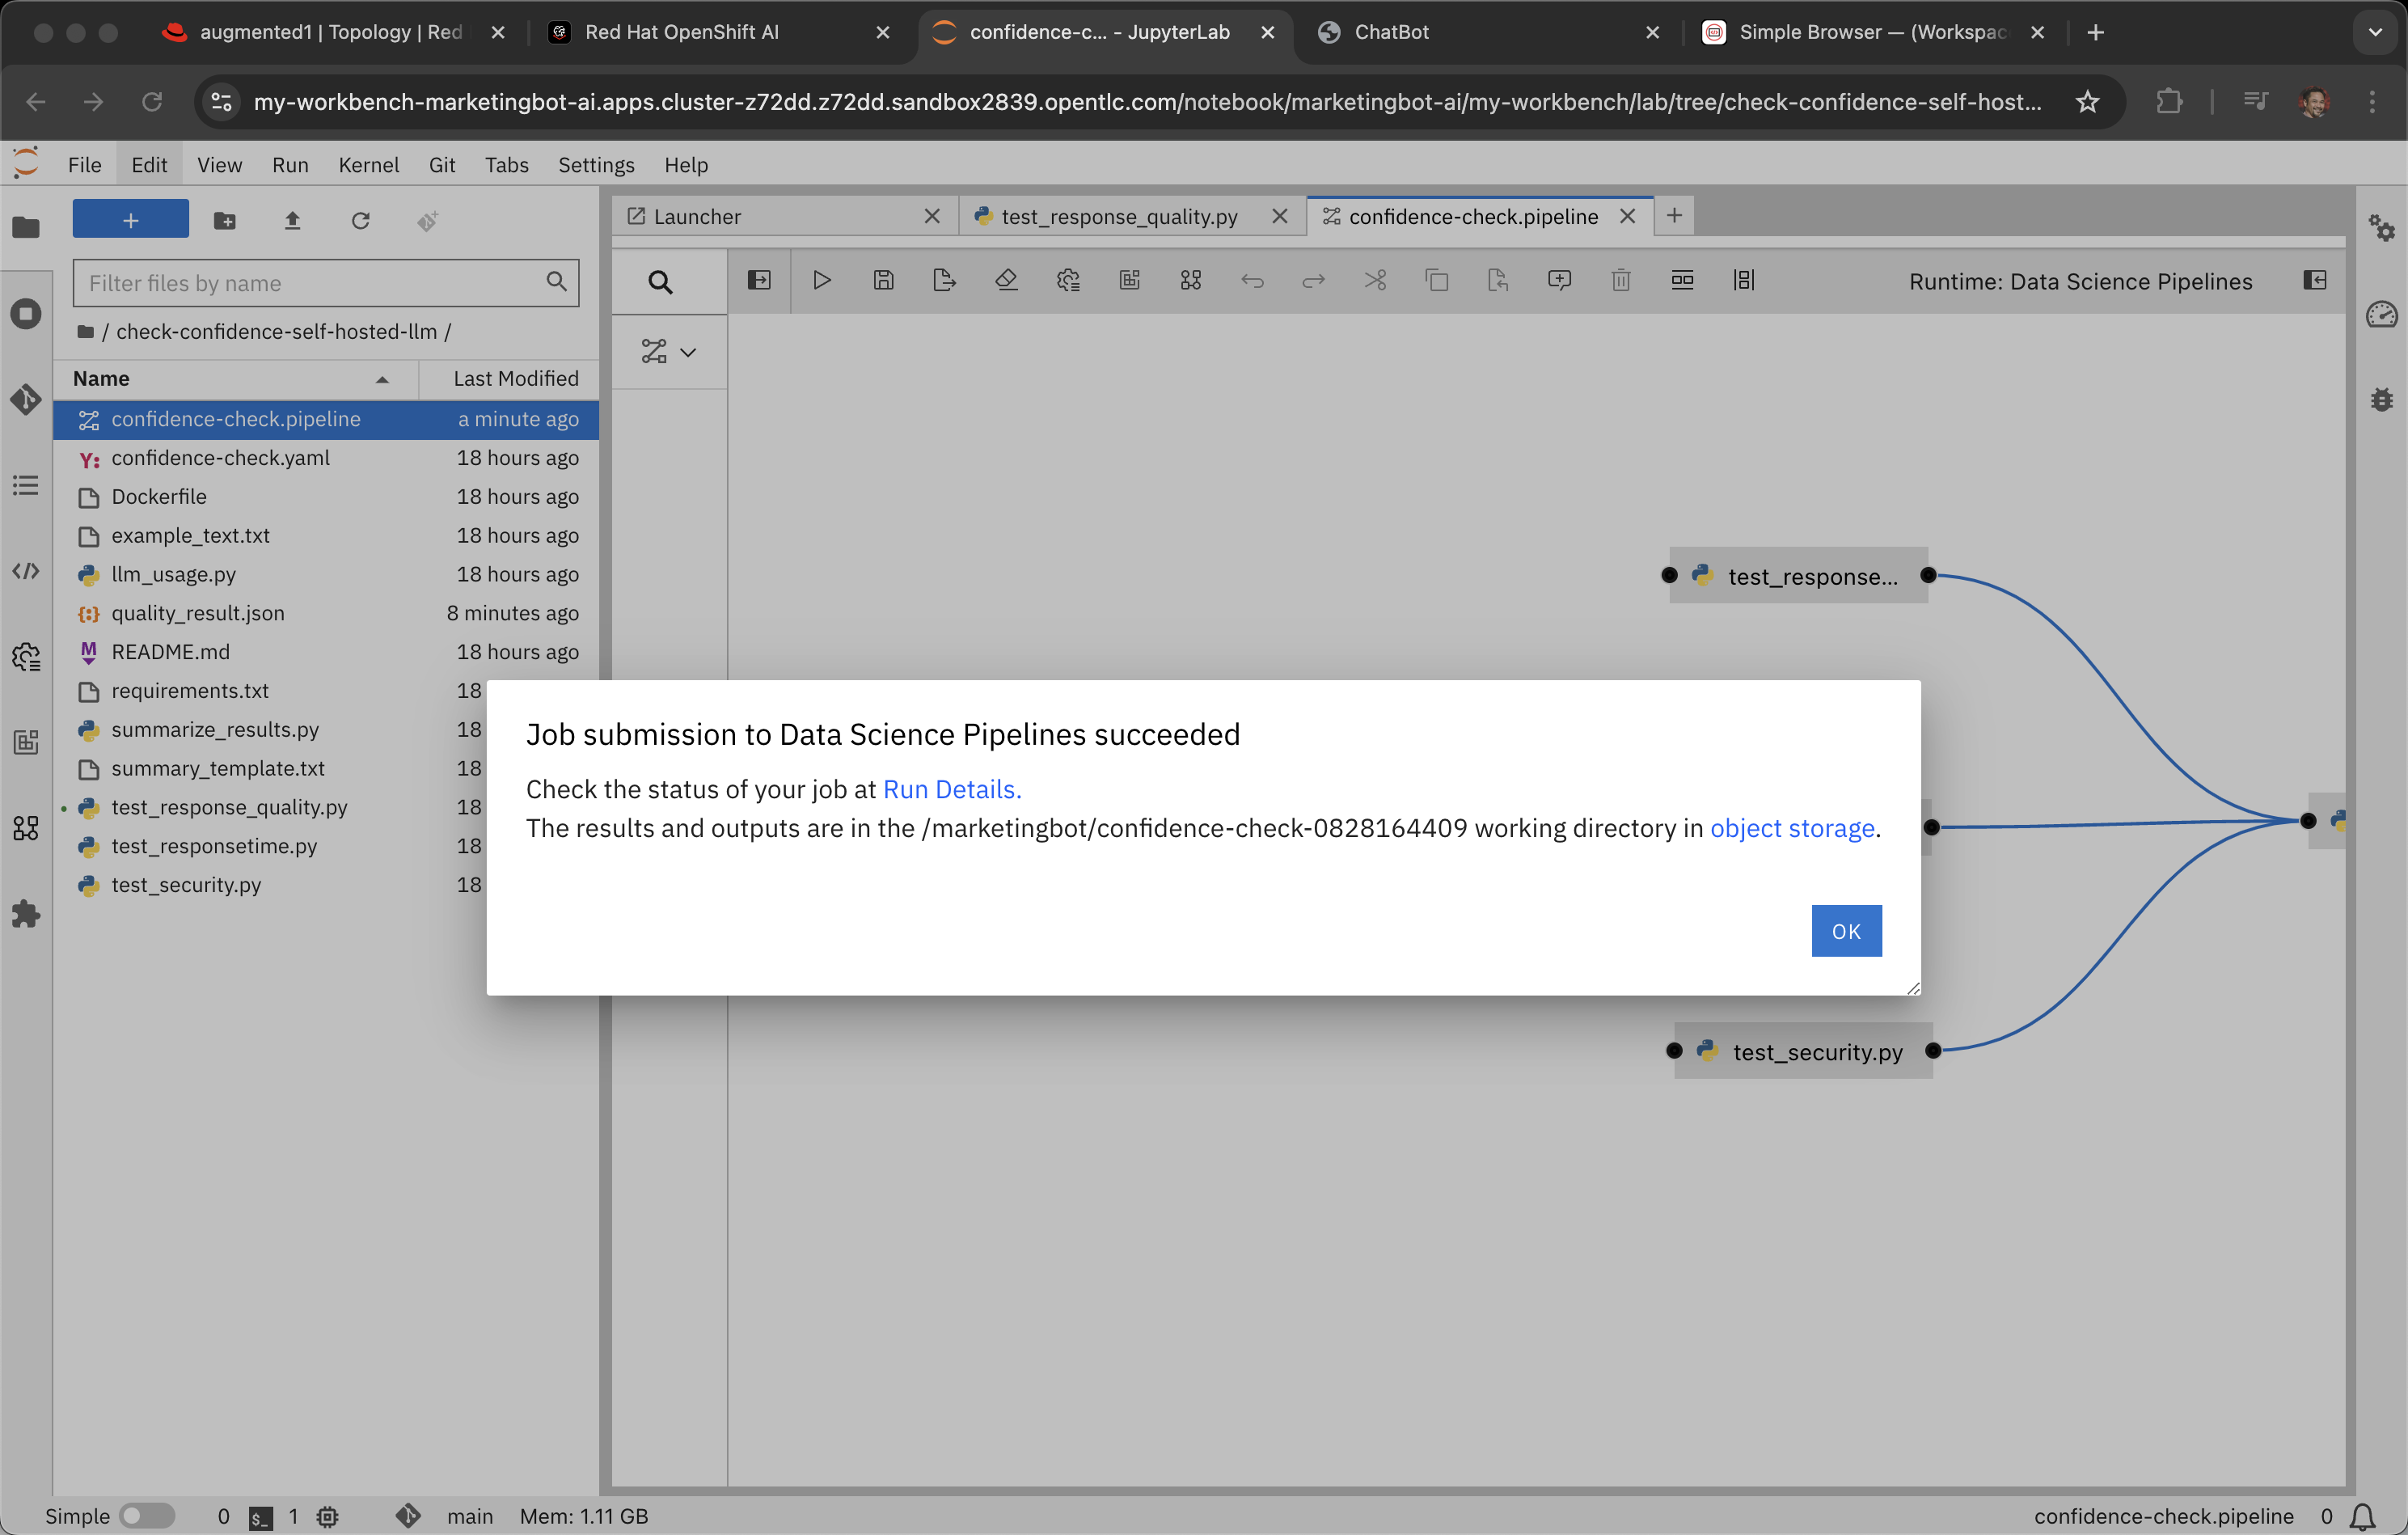 augmented1 | Topology | Red
Red Hat OpenShift AI
confidence-c... - JupyterLab
ChatBot
Simple Browser — (Workspac
my-workbench-marketingbot-ai.apps.cluster-z72dd.z72dd.sandbox2839.opentlc.com/notebook/marketingbot-ai/my-workbench/lab/tree/check-confidence-self-host...
File Edit View Run Kernel Git Tabs Settings Help
Launcher
test_response_quality.py
confidence-check.pipeline
Filter files by name
Runtime: Data Science Pipelines
/ check-confidence-self-hosted-llm /
Name Last Modified
confidence-check.pipeline a minute ago
Y: confidence-check.yaml 18 hours ago
Dockerfile 18 hours ago
example_text.txt 18 hours ago
llm_usage.py 18 hours ago
quality_result.json 8 minutes ago
M README.md 18 hours ago
requirements.txt 18
summarize_results.py 18
summary_template.txt 18
test_response_quality.py 18
test_responsetime.py 18
test_security.py 18
test_response...
Job submission to Data Science Pipelines succeeded
Check the status of your job at Run Details.
The results and outputs are in the /marketingbot/confidence-check-0828164409 working directory in object storage.
OK
test_security.py
Simple 0 $_ 1 main Mem: 1.11 GB confidence-check.pipeline 0